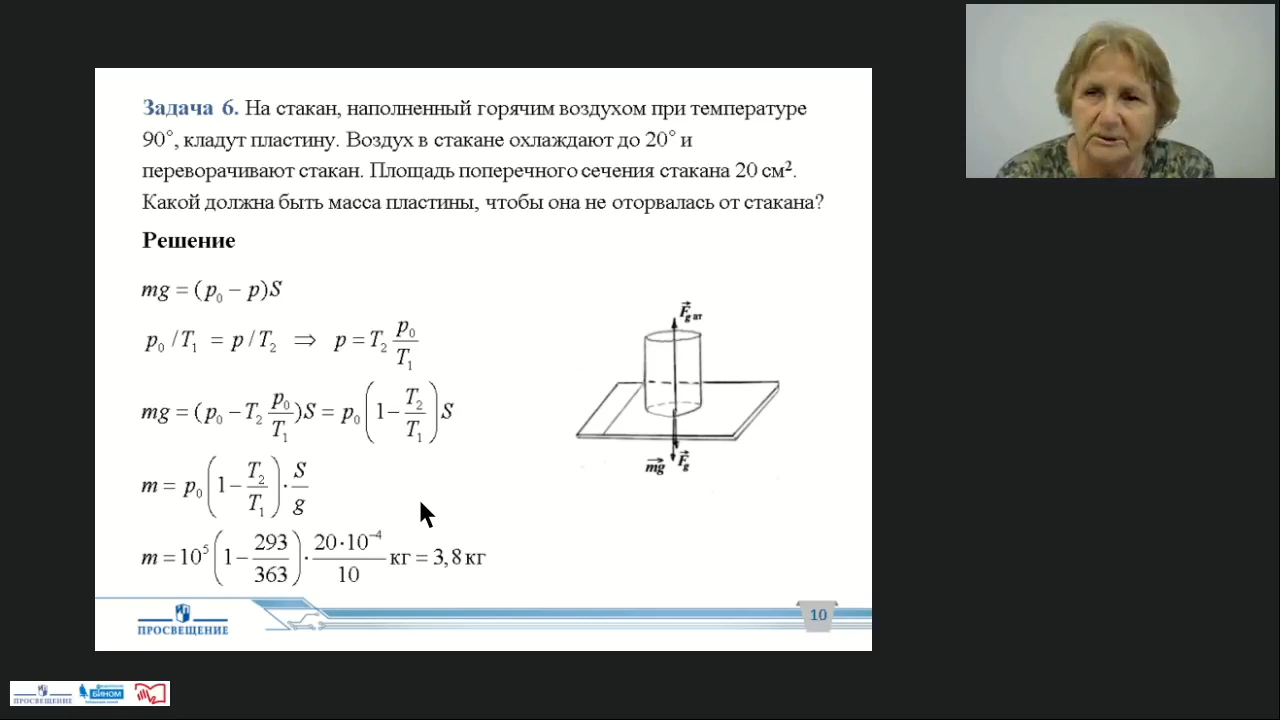 Задача 6. На стакан, наполненный горячим воздухом при температуре
90°, кладут пластину. Воздух в стакане охлаждают до 20° и
переворачивают стакан. Площадь поперечного сечения стакана 20 см².
Какой должна быть масса пластины, чтобы она не оторвалась от стакана?
Решение
mg = (p₀ − p)S
p₀ / T₁ = p / T₂ ⇒ p = T₂ p₀/T₁
mg = (p₀ − T₂ p₀/T₁)S = p₀(1 − T₂/T₁)S
m = p₀(1 − T₂/T₁) · S/g
m = 10⁵(1 − 293/363) · 20·10⁻⁴/10 кг = 3,8 кг
F⃗g ат
mg⃗ F⃗g
ПРОСВЕЩЕНИЕ
10
ПРОСВЕЩЕНИЕ БИНОМ